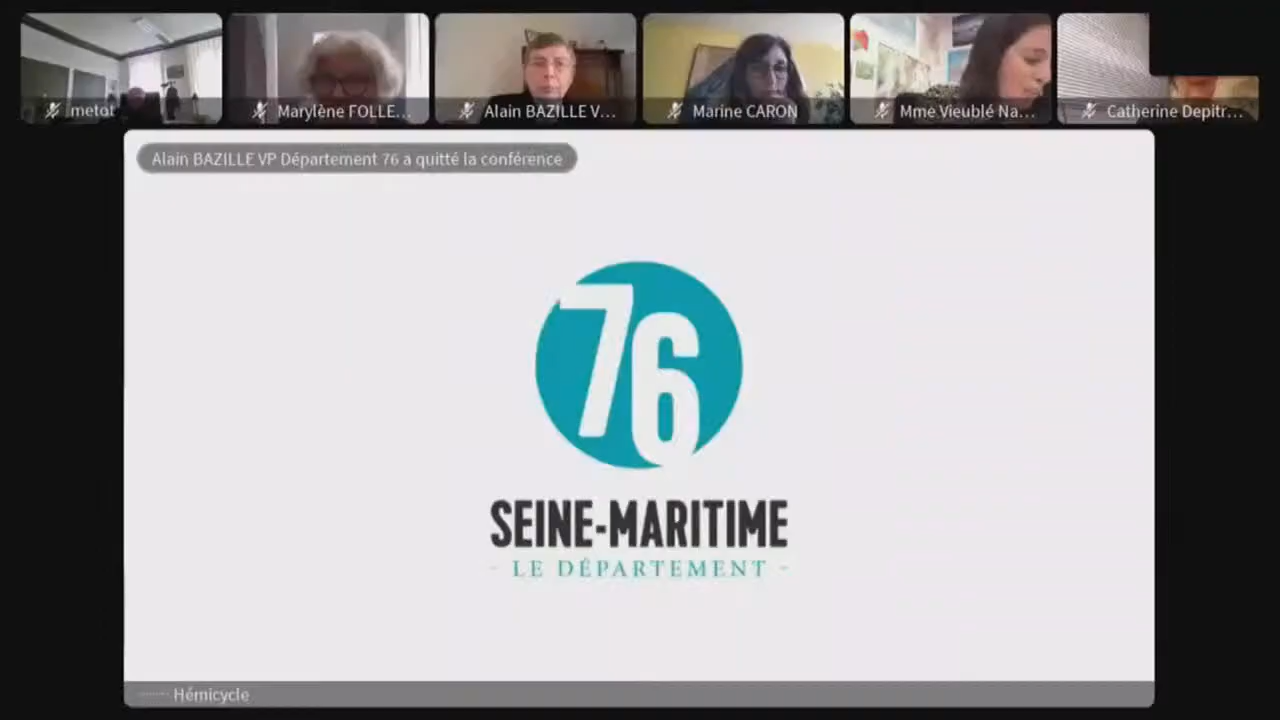 metot
Marylène FOLLE...
Alain BAZILLE V...
Marine CARON
Mme Vieublé Na...
Catherine Depitr...
Alain BAZILLE VP Département 76 a quitté la conférence
76
SEINE-MARITIME
- LE DÉPARTEMENT -
Hémicycle